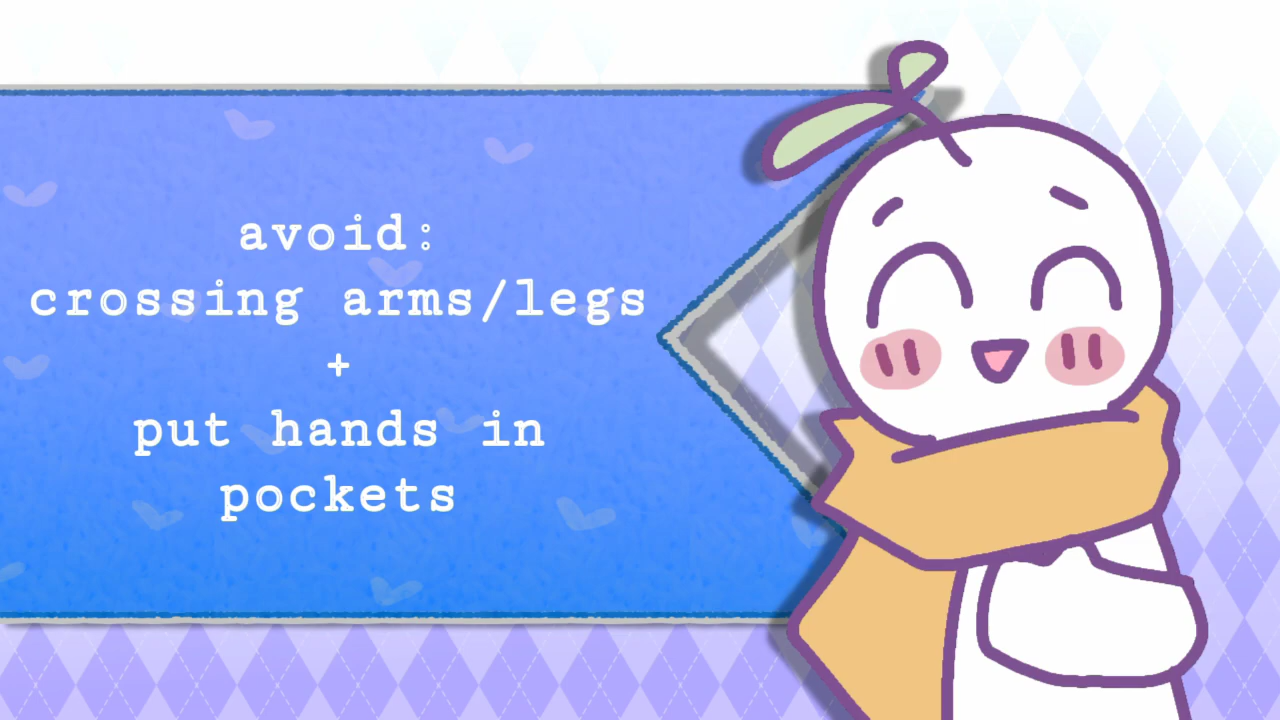 avoid:
crossing arms/legs
+
put hands in
pockets